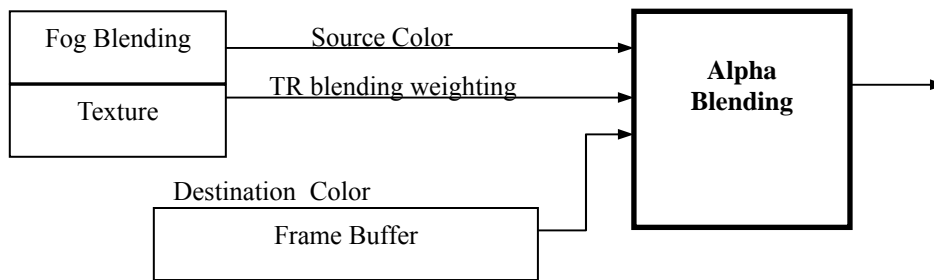 Fog Blending
Source Color
TR blending weighting
Texture
Alpha
Blending
Destination Color
Frame Buffer